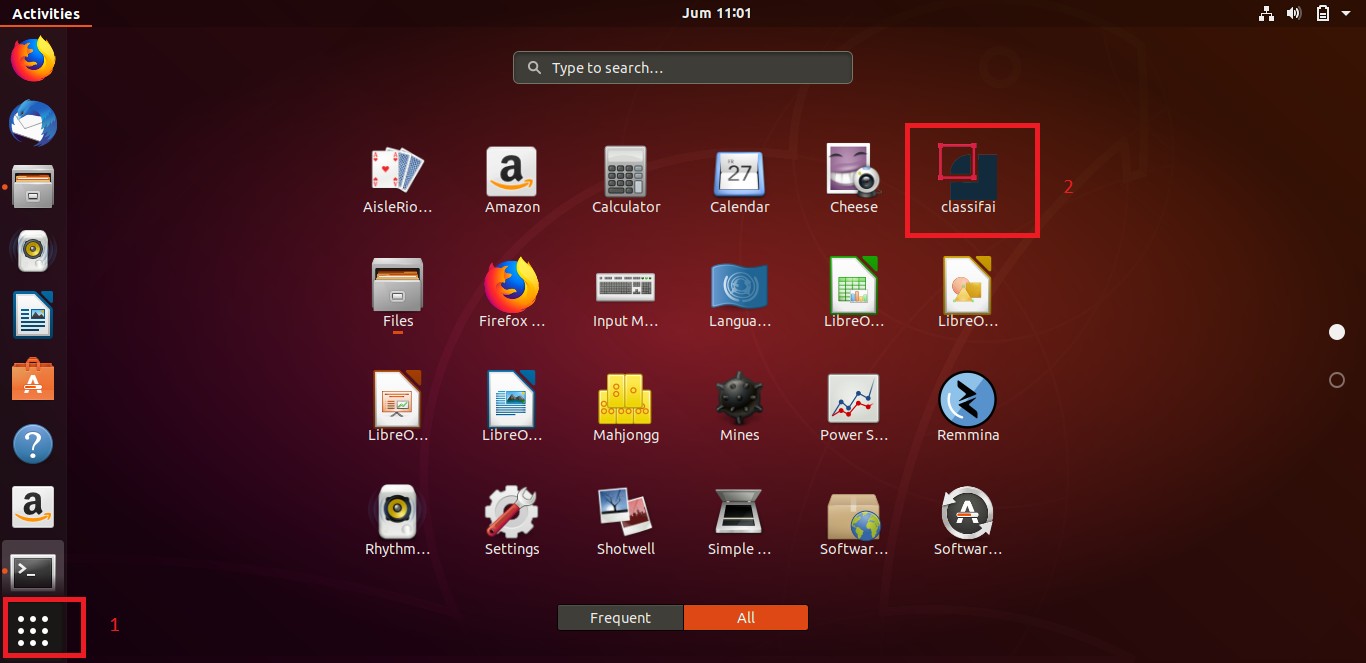 Activities
Jum 11:01
Type to search...
AisleRio...
Amazon
Calculator
Calendar
Cheese
classifai
2
Files
Firefox ...
Input M...
Langua...
LibreO...
LibreO...
LibreO...
LibreO...
Mahjongg
Mines
Power S...
Remmina
Rhythm...
Settings
Shotwell
Simple ...
Softwar...
Softwar...
1
Frequent
All